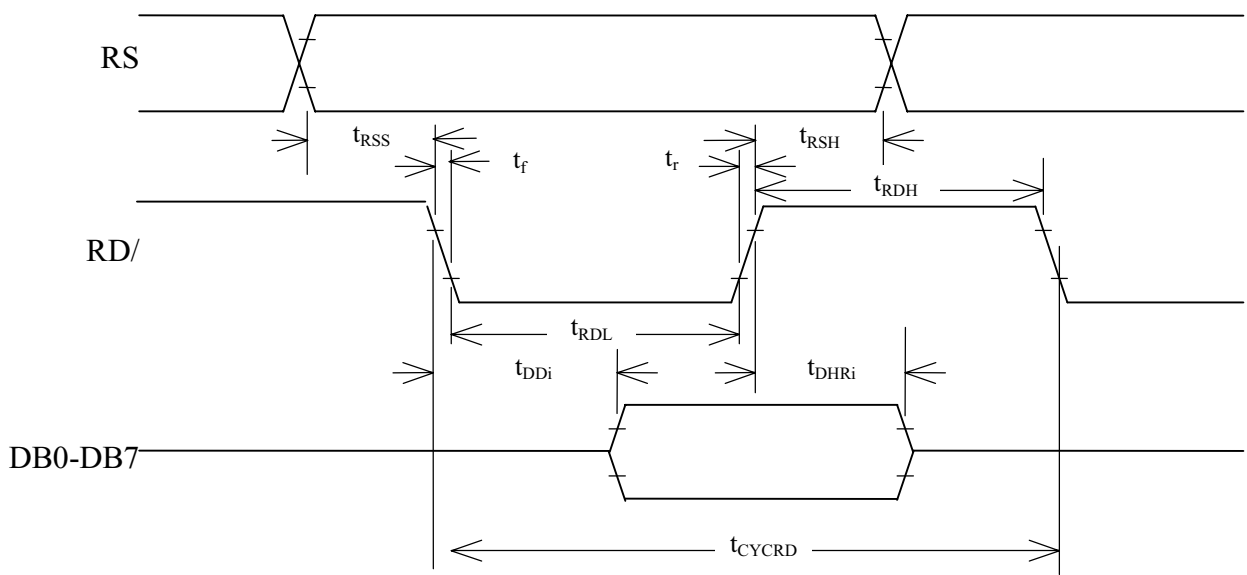 RS
tRSS
tRSH
tf
tr
tRDH
RD/
tRDL
tDDi
tDHRi
DB0-DB7
tCYCRD